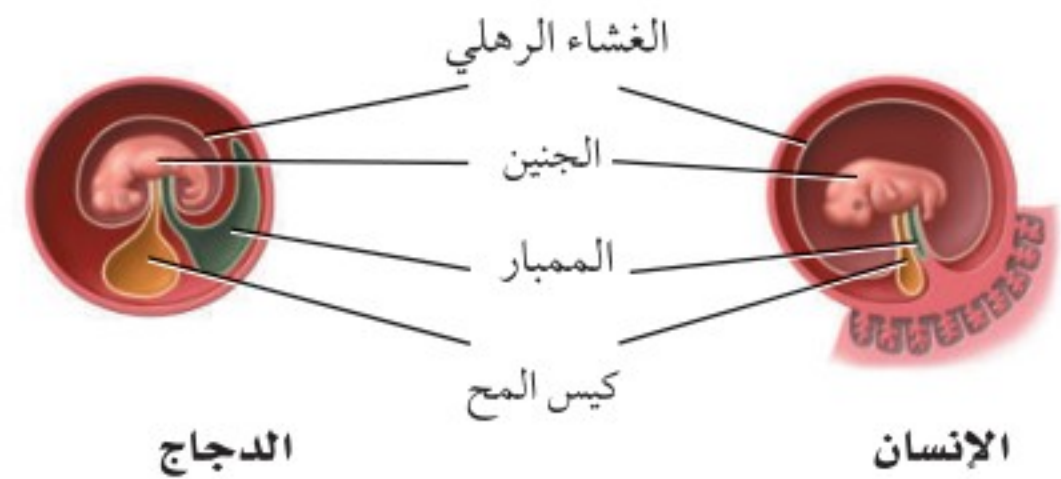 الغشاء الرهلي
الجنين
الممبار
كيس المح
الإنسان
الدجاج